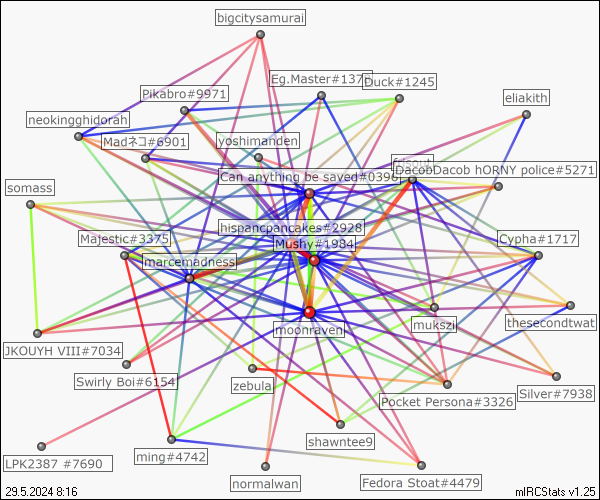 bigcitysamurai
Eg.Master#137
Duck#1245
Pikabro#9971
eliakith
neokingghidorah
Madネコ#6901
yoshimanden
frisout
DacobDacob hORNY police#5271
Can anything be saved#0396
somass
hispancpancakes#2928
Majestic#3375
Mushy#1984
Cypha#1717
marcemadness
moonraven
mukszi
thesecondtwat
JKOUYH VIII#7034
Swirly Boi#6154
zebula
Pocket Persona#3326
Silver#7938
shawntee9
ming#4742
LPK2387 #7690
normalwan
Fedora Stoat#4479
29.5.2024 8:16
mIRCStats v1.25